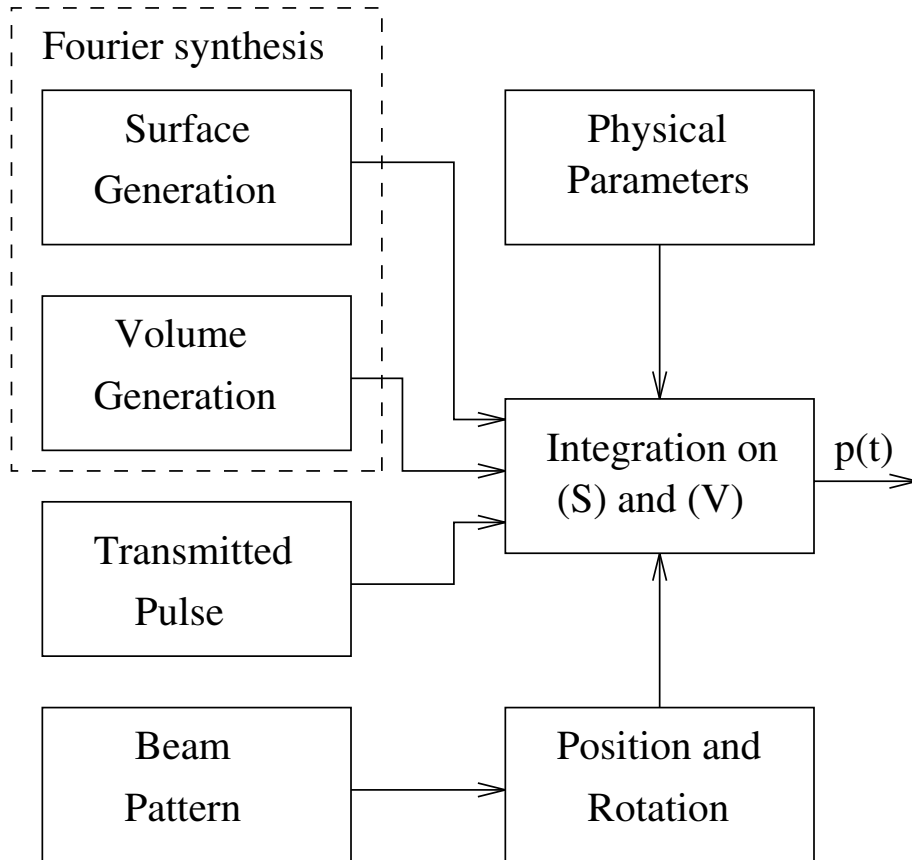 Fourier synthesis
Surface
Generation
Physical
Parameters
Volume
Generation
Integration on
(S) and (V)
p(t)
Transmitted
Pulse
Beam
Pattern
Position and
Rotation